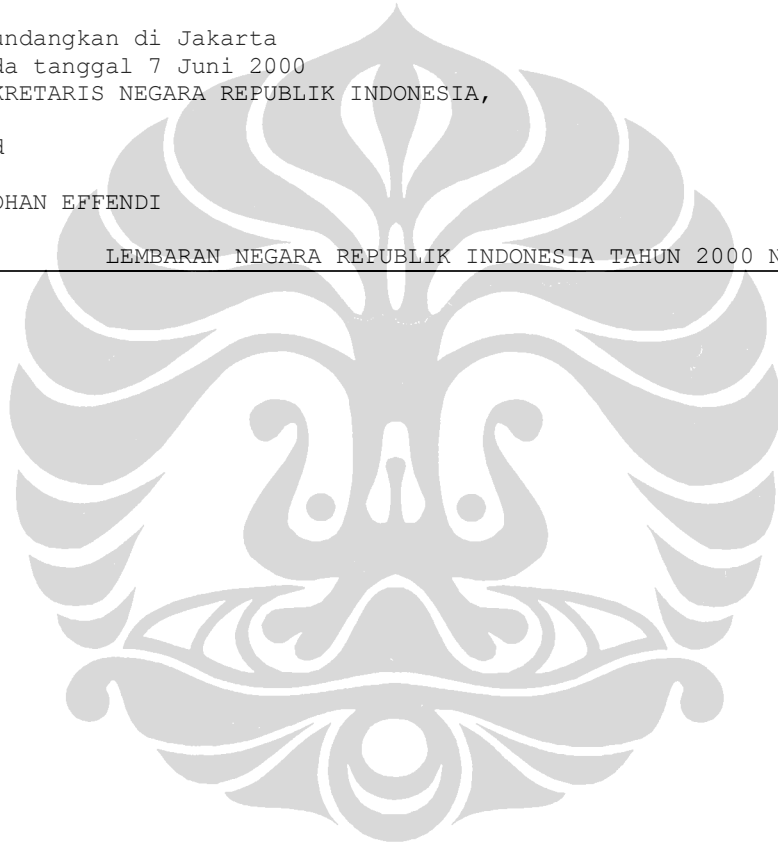 undangkan di Jakarta
da tanggal 7 Juni 2000
KRETARIS NEGARA REPUBLIK INDONESIA,
d
OHAN EFFENDI
LEMBARAN NEGARA REPUBLIK INDONESIA TAHUN 2000 N